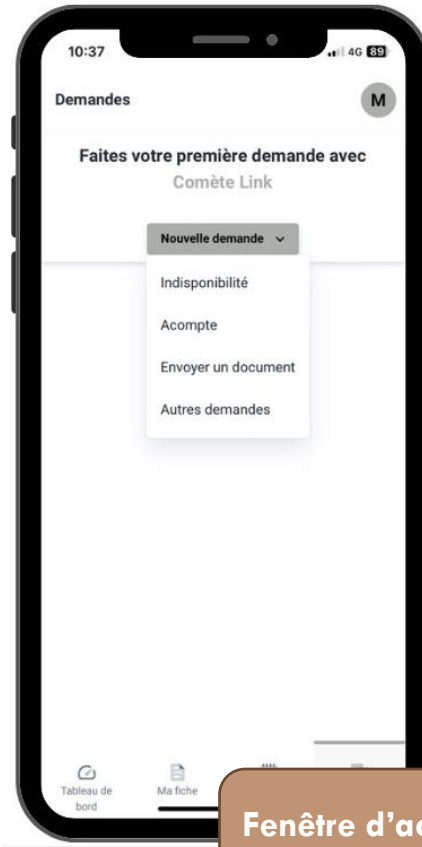 10:37
4G 89
Demandes
M
Faites votre première demande avec
Comète Link
Nouvelle demande
Indisponibilité
Acompte
Envoyer un document
Autres demandes
Tableau de
bord
Ma fiche
Fenêtre d'ac